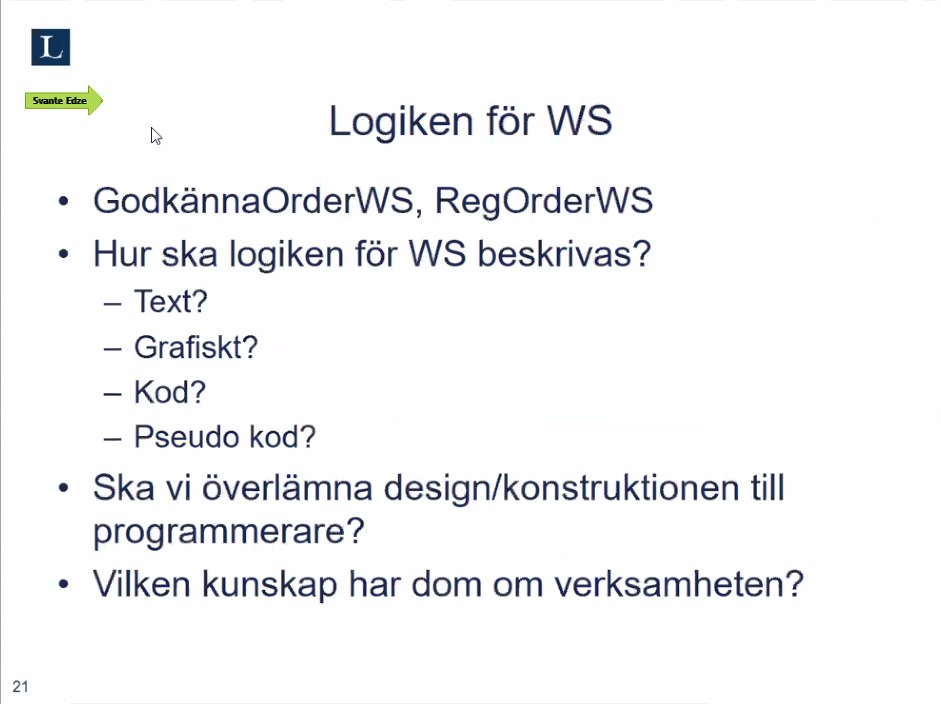 L
Svante Edze
Logiken för WS
• GodkännaOrderWS, RegOrderWS
• Hur ska logiken för WS beskrivas?
– Text?
– Grafiskt?
– Kod?
– Pseudo kod?
• Ska vi överlämna design/konstruktionen till
programmerare?
• Vilken kunskap har dom om verksamheten?
21